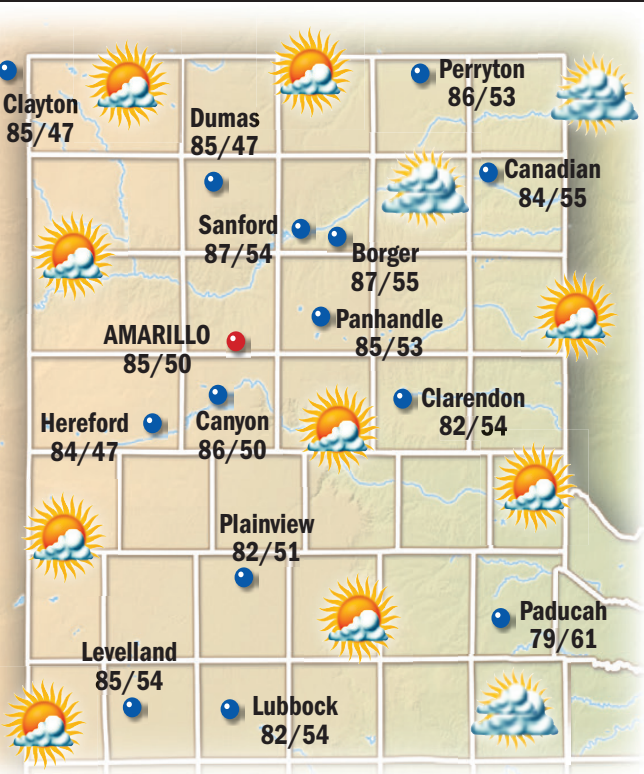 Perryton
86/53
Clayton
85/47
Dumas
85/47
Canadian
84/55
Sanford
87/54
Borger
87/55
Panhandle
85/53
AMARILLO
85/50
Clarendon
82/54
Hereford
84/47
Canyon
86/50
Plainview
82/51
Paducah
79/61
Levelland
85/54
Lubbock
82/54